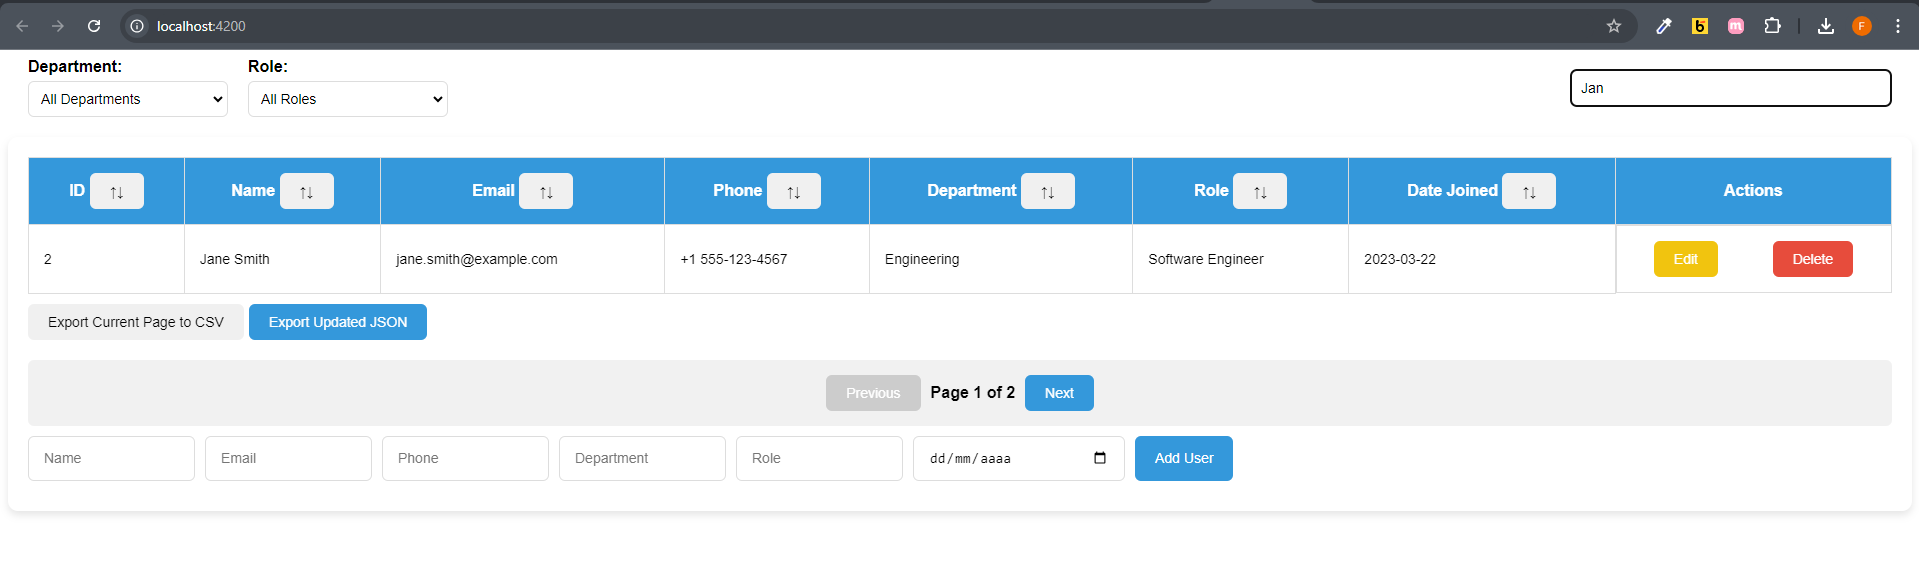 localhost:4200
F
Department: Role:
All Departments All Roles Jan
ID ↑↓ Name ↑↓ Email ↑↓ Phone ↑↓ Department ↑↓ Role ↑↓ Date Joined ↑↓ Actions
2 Jane Smith jane.smith@example.com +1 555-123-4567 Engineering Software Engineer 2023-03-22 Edit Delete
Export Current Page to CSV Export Updated JSON
Previous Page 1 of 2 Next
Name Email Phone Department Role dd/mm/aaaa Add User